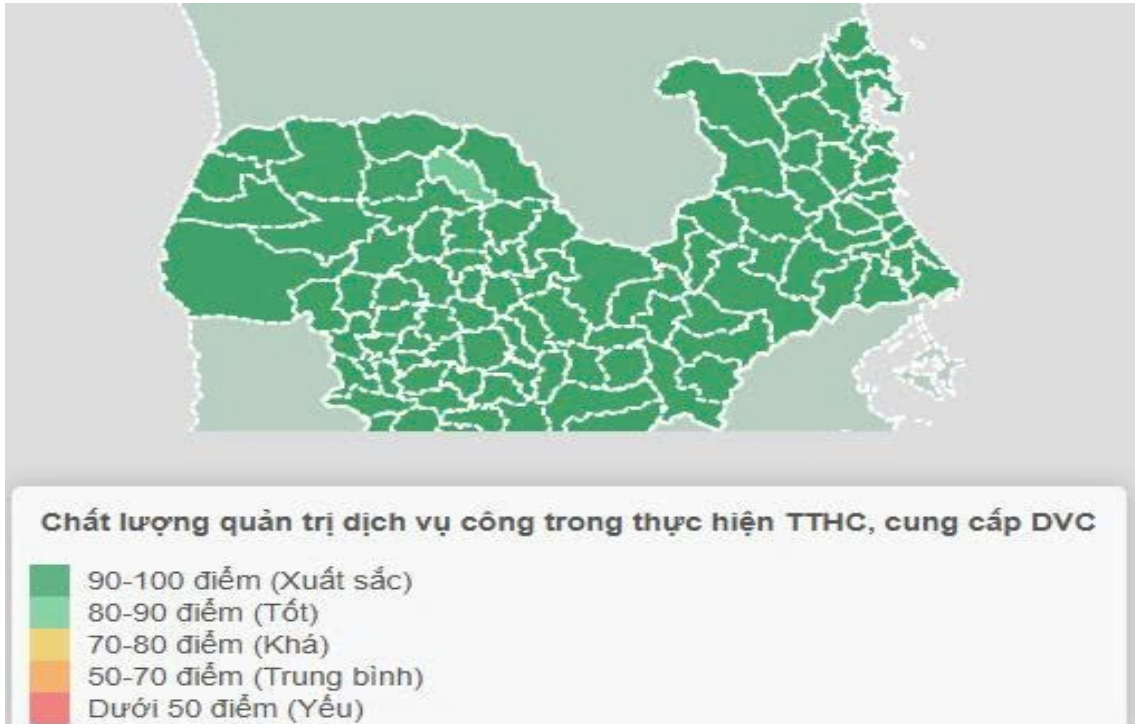 Chất lượng quản trị dịch vụ công trong thực hiện TTHC, cung cấp DVC
90-100 điểm (Xuất sắc)
80-90 điểm (Tốt)
70-80 điểm (Khá)
50-70 điểm (Trung bình)
Dưới 50 điểm (Yếu)